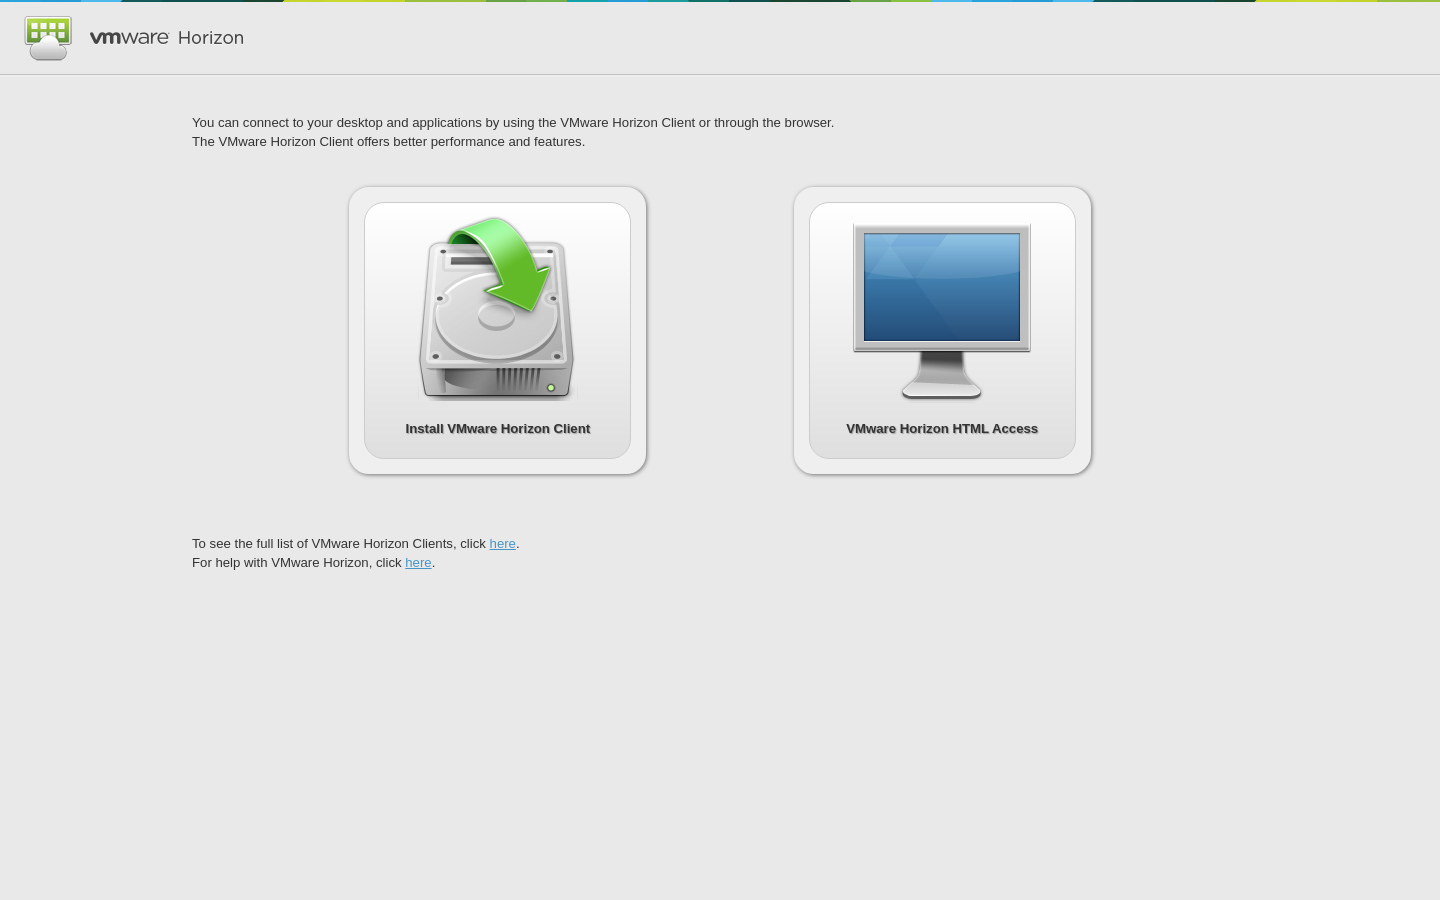 vmware Horizon
You can connect to your desktop and applications by using the VMware Horizon Client or through the browser.
The VMware Horizon Client offers better performance and features.
Install VMware Horizon Client
VMware Horizon HTML Access
To see the full list of VMware Horizon Clients, click here.
For help with VMware Horizon, click here.